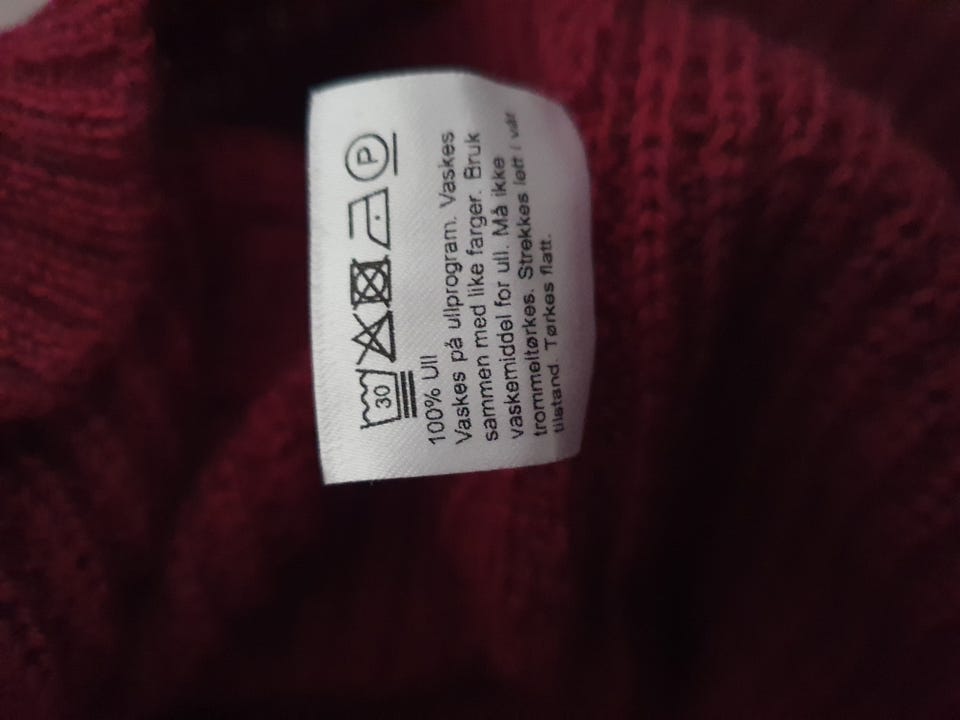 30 P
100% Ull
Vaskes på ullprogram. Vaskes
sammen med like farger. Bruk
vaskemiddel for ull. Må ikke
trommeltørkes. Strekkes lett i våt
tilstand. Tørkes flatt.